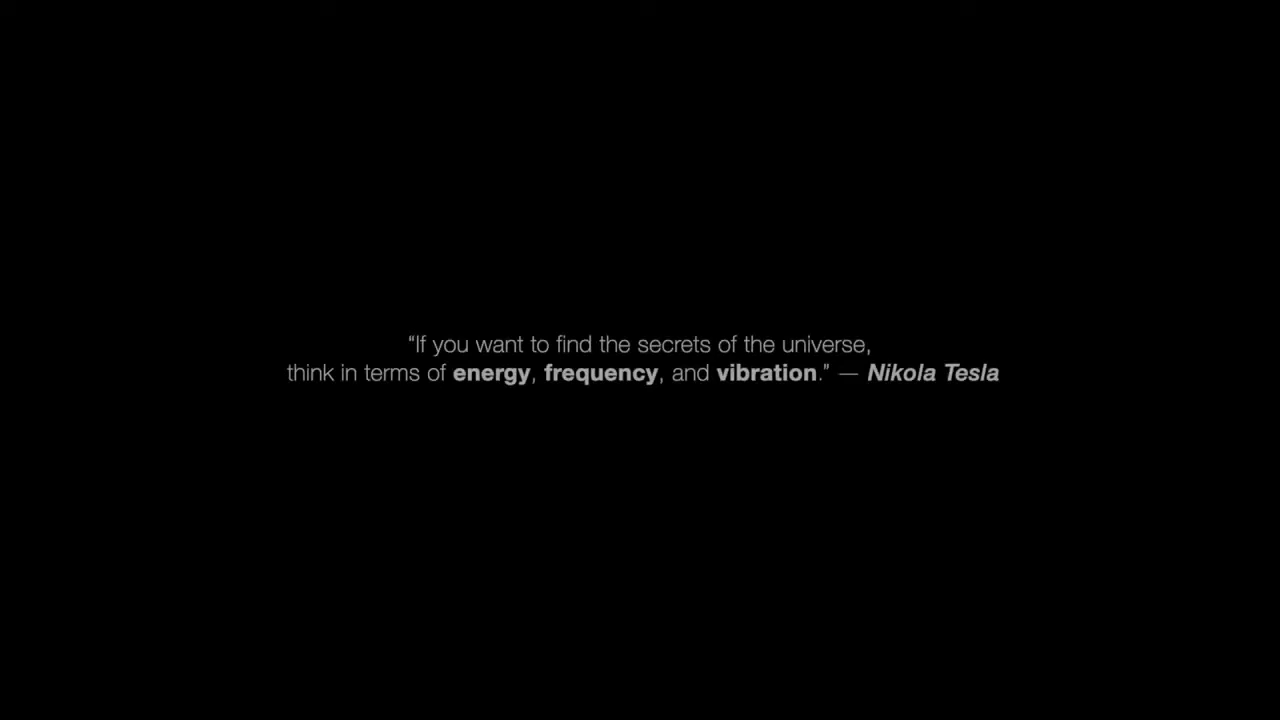 “If you want to find the secrets of the universe,
think in terms of energy, frequency, and vibration.” — Nikola Tesla